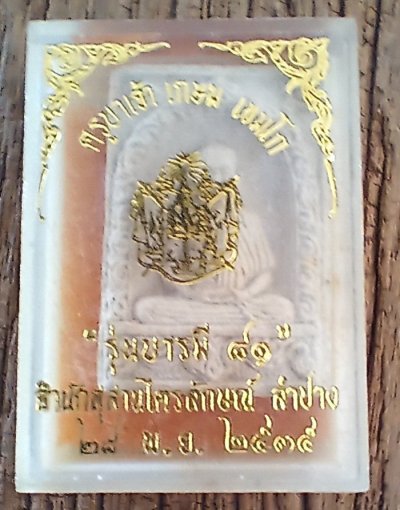 ครูบาเจ้า เกษม เขมโก
"รุ่นบารมี ๘๑"
สำนักสุสานไตรลักษณ์ ลำปาง
๒๘ พ.ย. ๒๕๓๕